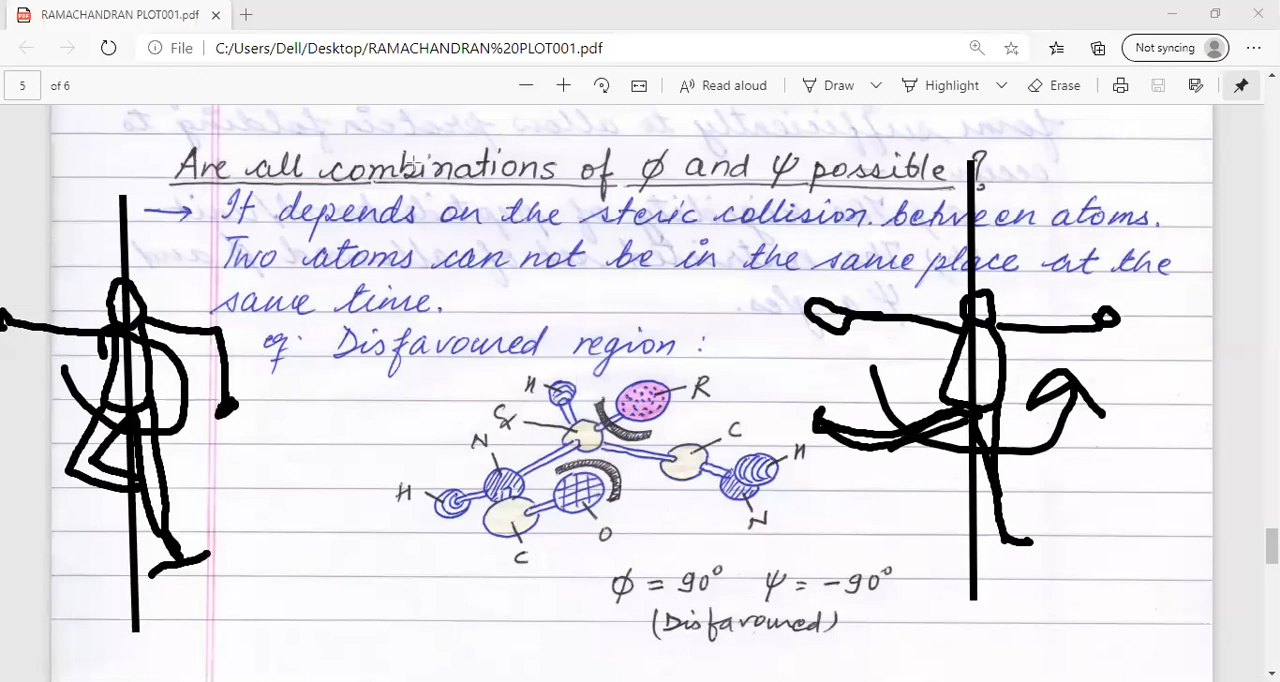 RAMACHANDRAN PLOT001.pdf
File C:/Users/Dell/Desktop/RAMACHANDRAN%20PLOT001.pdf
Not syncing
5 of 6
Read aloud
Draw
Highlight
Erase
Are all combinations of φ and ψ possible ?
→ It depends on the steric collision between atoms.
Two atoms can not be in the same place at the
same time.
eg: Disfavoured region :
H
R
Cα
C
N
H
H
N
O
C
φ = 90° ψ = -90°
(Disfavoured)